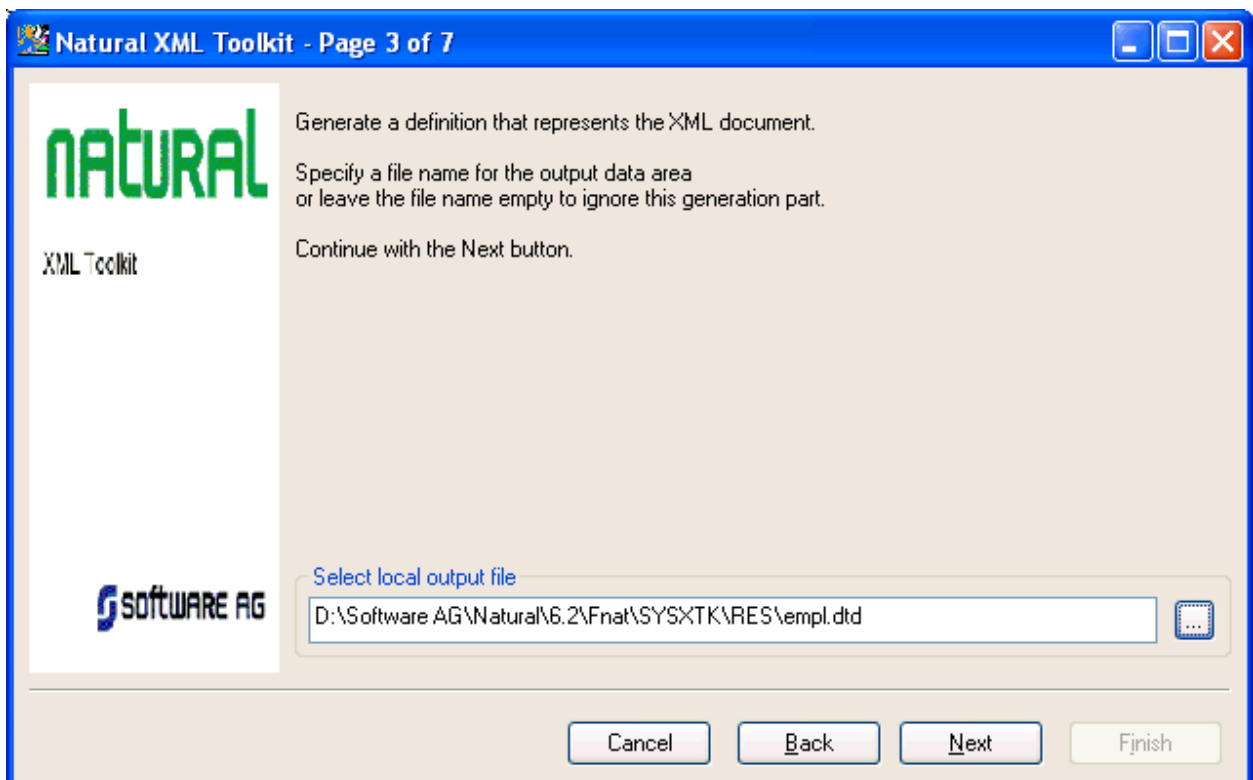 Natural XML Toolkit - Page 3 of 7
natural
XML Toolkit
Generate a definition that represents the XML document.
Specify a file name for the output data area
or leave the file name empty to ignore this generation part.
Continue with the Next button.
software AG
Select local output file
D:\Software AG\Natural\6.2\Fnat\SYSXTK\RES\empl.dtd
...
Cancel
Back
Next
Finish